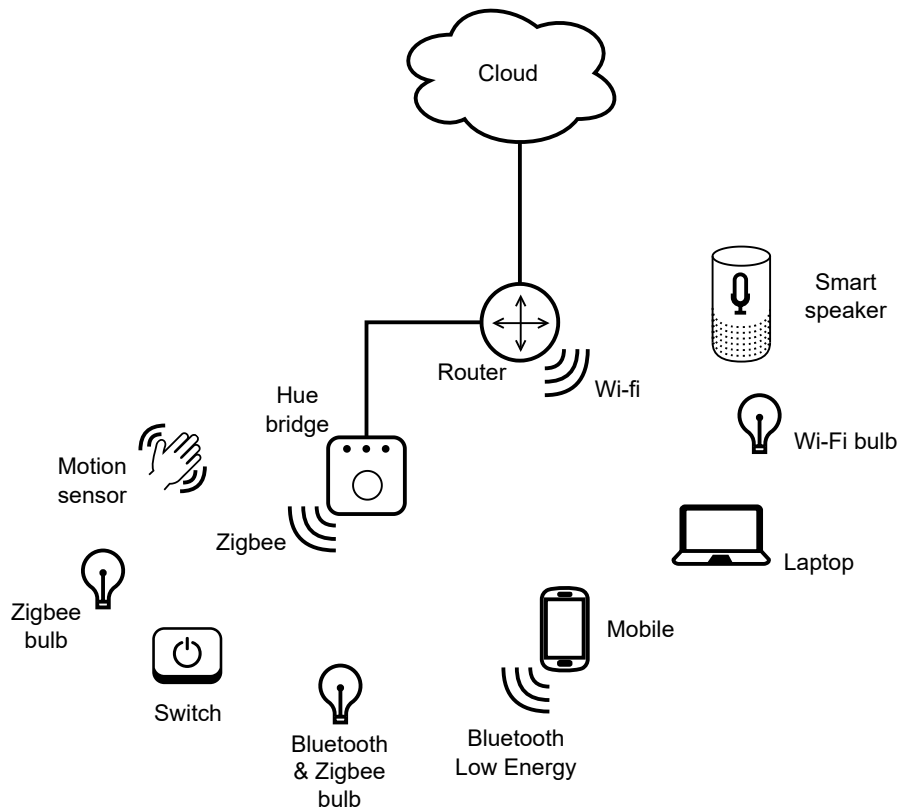 Cloud
Smart
speaker
Router
Wi-fi
Hue
bridge
Wi-Fi bulb
Motion
sensor
Zigbee
Laptop
Zigbee
bulb
Mobile
Switch
Bluetooth
& Zigbee
bulb
Bluetooth
Low Energy